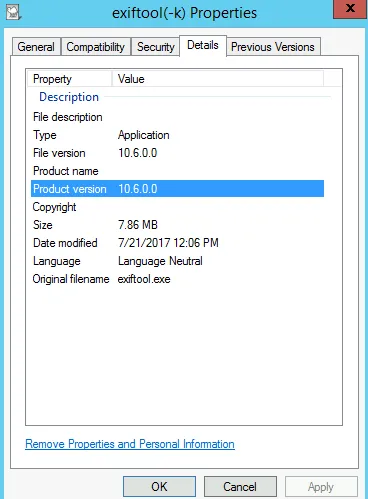 exiftool(-k) Properties
x
General Compatibility Security Details Previous Versions
Property Value
Description
File description
Type Application
File version 10.6.0.0
Product name
Product version 10.6.0.0
Copyright
Size 7.86 MB
Date modified 7/21/2017 12:06 PM
Language Language Neutral
Original filename exiftool.exe
Remove Properties and Personal Information
OK Cancel Apply